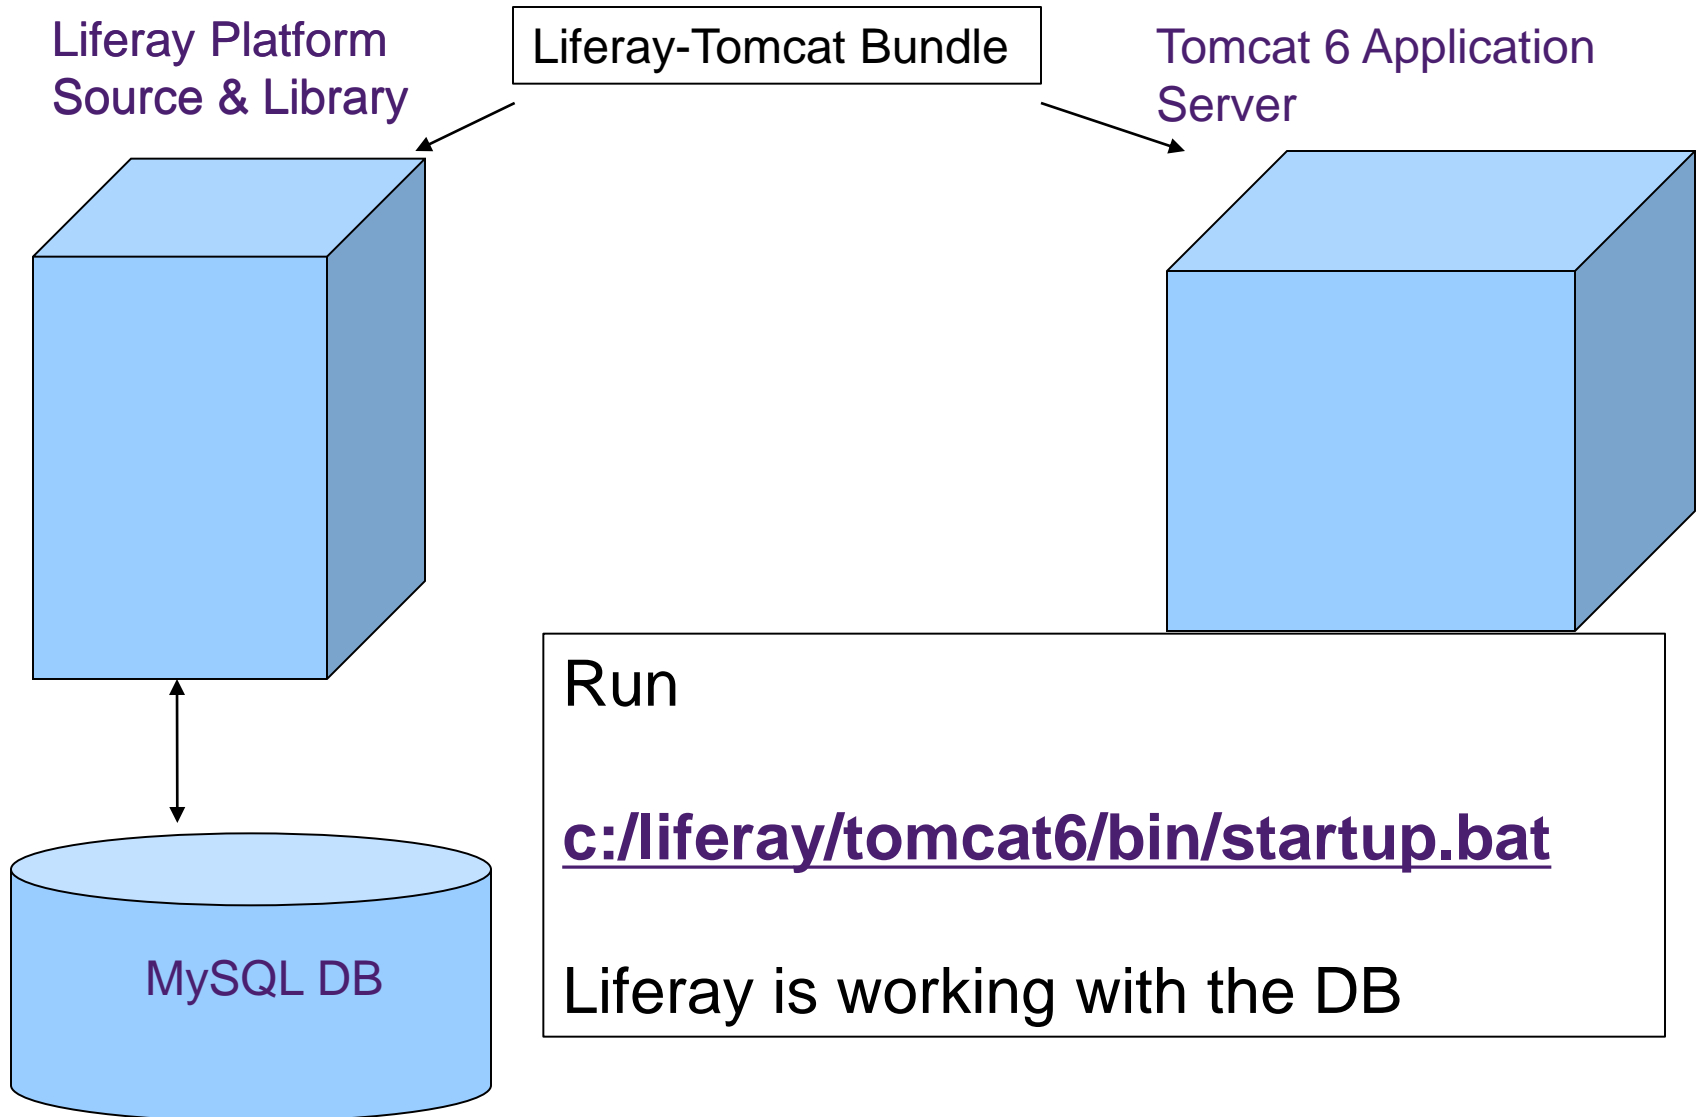 Liferay Platform
Source & Library
Liferay-Tomcat Bundle
Tomcat 6 Application
Server
Run
c:/liferay/tomcat6/bin/startup.bat
Liferay is working with the DB
MySQL DB